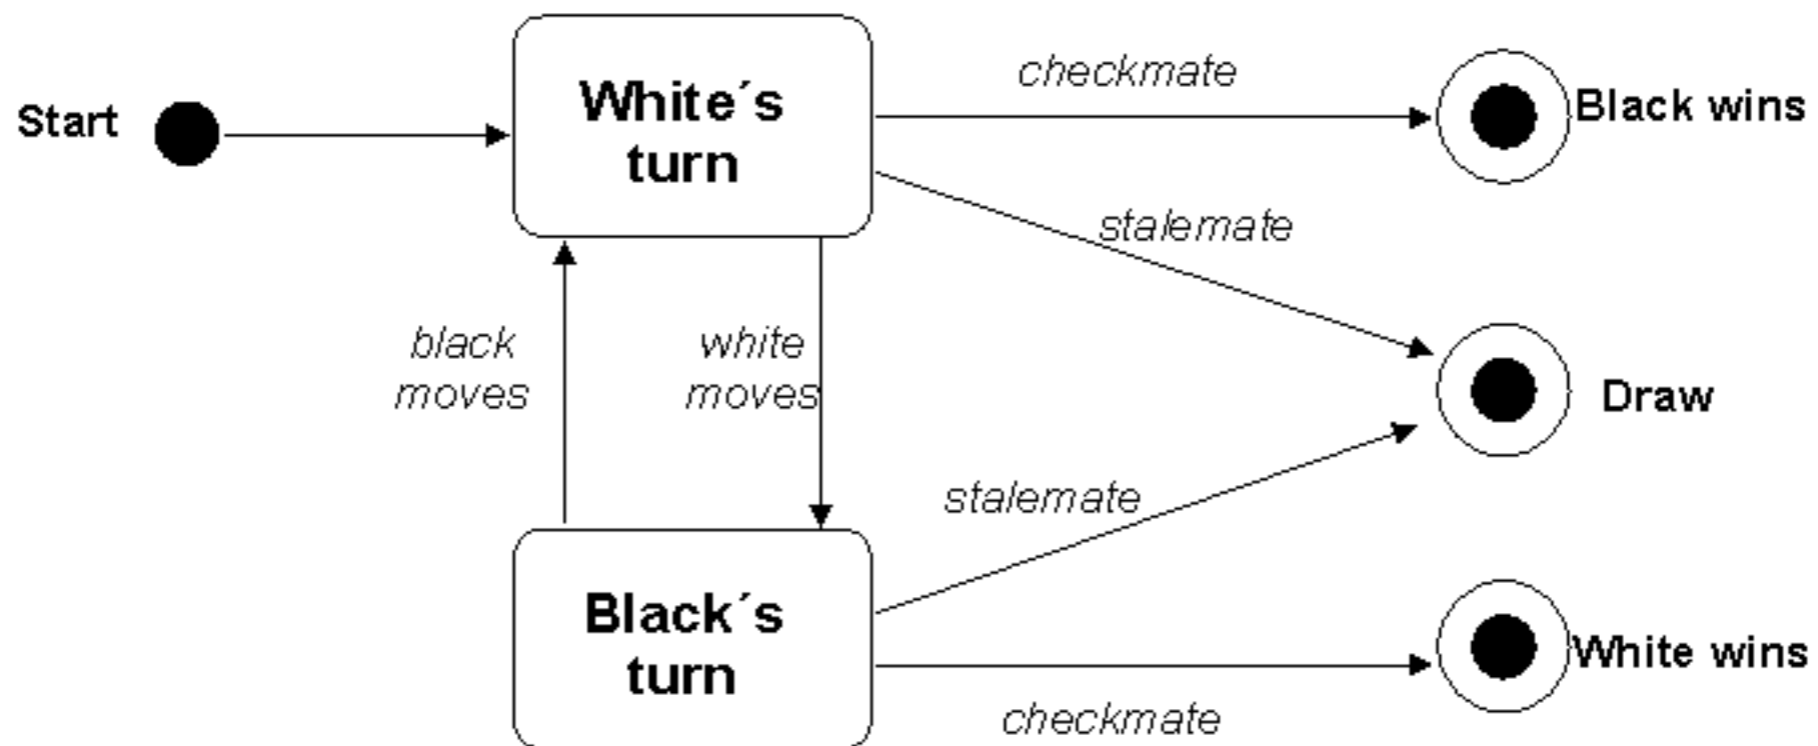 Start
White´s
turn
checkmate
Black wins
stalemate
black
moves
white
moves
Draw
stalemate
Black´s
turn
White wins
checkmate